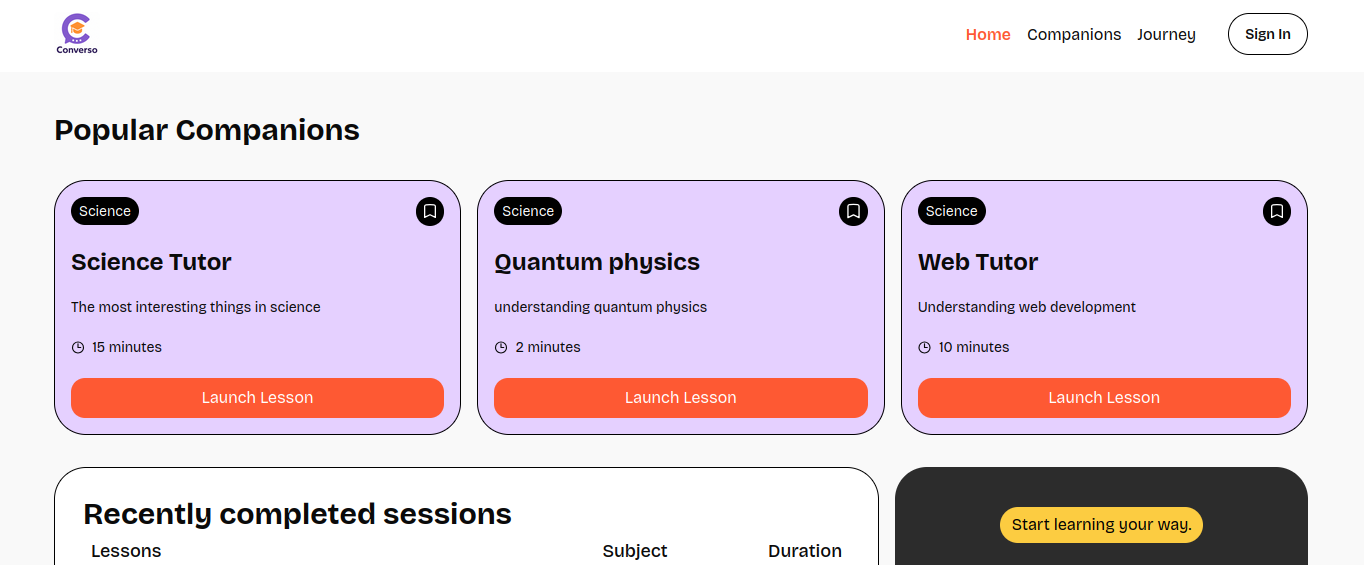 Converso
Home Companions Journey Sign In
Popular Companions
Science
Science Tutor
The most interesting things in science
15 minutes
Launch Lesson
Science
Quantum physics
understanding quantum physics
2 minutes
Launch Lesson
Science
Web Tutor
Understanding web development
10 minutes
Launch Lesson
Recently completed sessions
Lessons Subject Duration
Start learning your way.